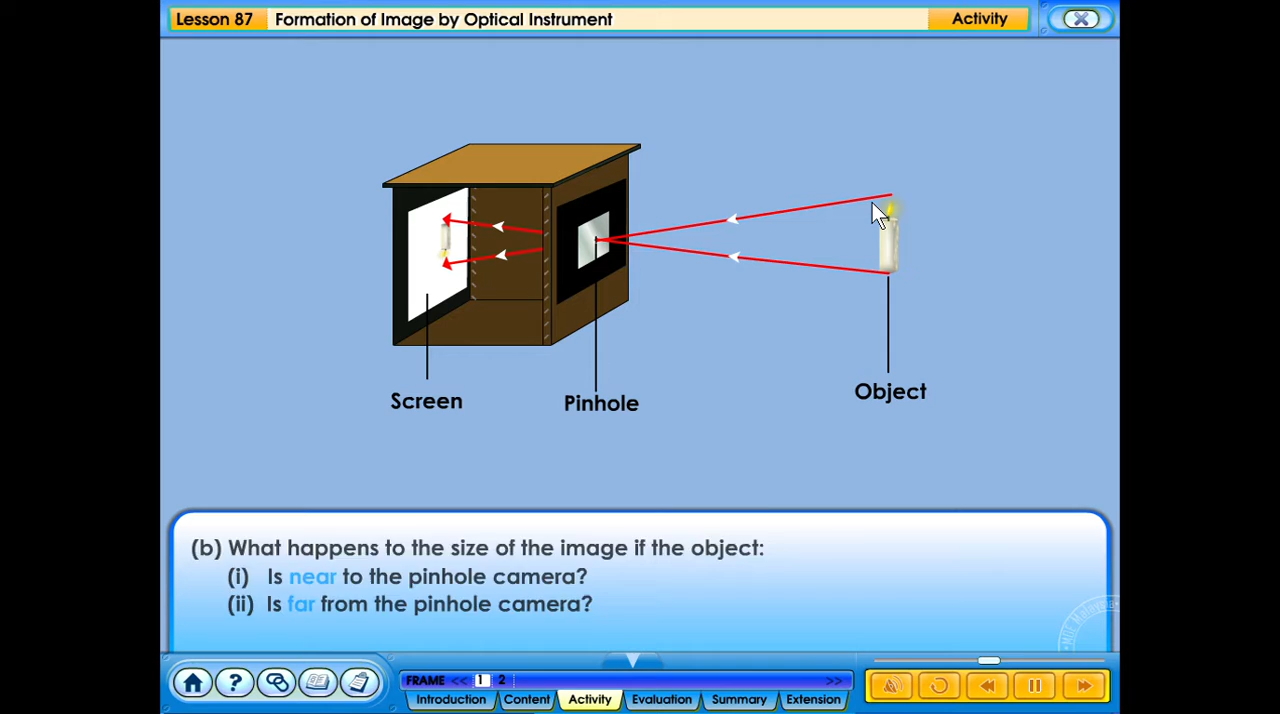 Lesson 87 Formation of Image by Optical Instrument Activity
Screen
Pinhole
Object
(b) What happens to the size of the image if the object:
(i) Is near to the pinhole camera?
(ii) Is far from the pinhole camera?
FRAME << 1 2 >>
Introduction Content Activity Evaluation Summary Extension